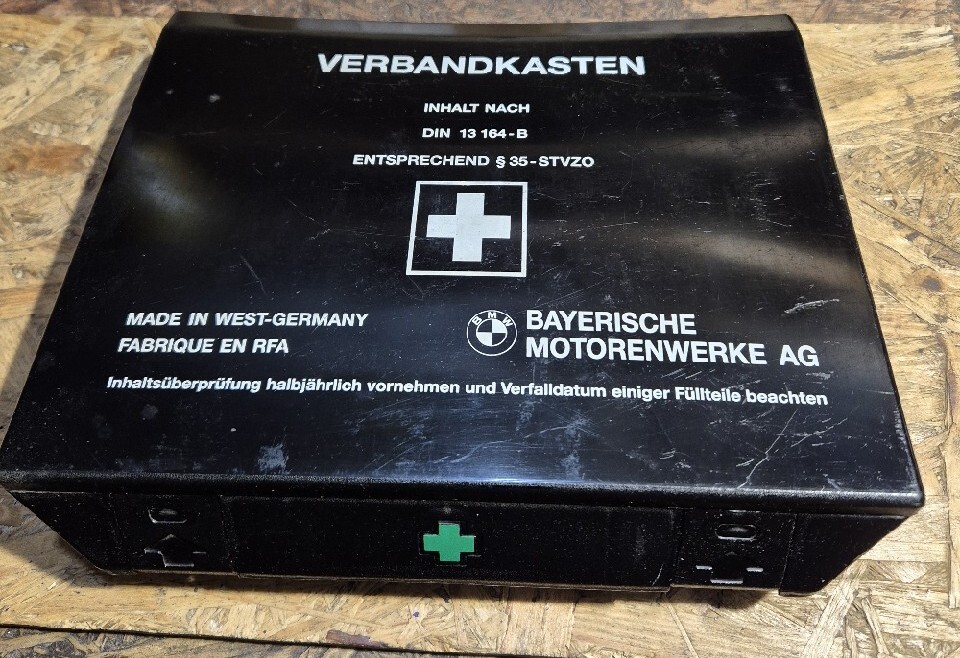 VERBANDKASTEN
INHALT NACH
DIN 13 164-B
ENTSPRECHEND § 35-STVZO
MADE IN WEST-GERMANY
FABRIQUE EN RFA
BMW
BAYERISCHE
MOTORENWERKE AG
Inhaltsüberprüfung halbjährlich vornehmen und Verfalldatum einiger Füllteile beachten